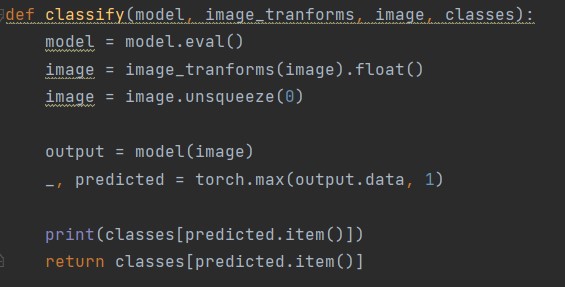 def classify(model, image_tranforms, image, classes):
    model = model.eval()
    image = image_tranforms(image).float()
    image = image.unsqueeze(0)
    output = model(image)
    _, predicted = torch.max(output.data, 1)
    print(classes[predicted.item()])
    return classes[predicted.item()]